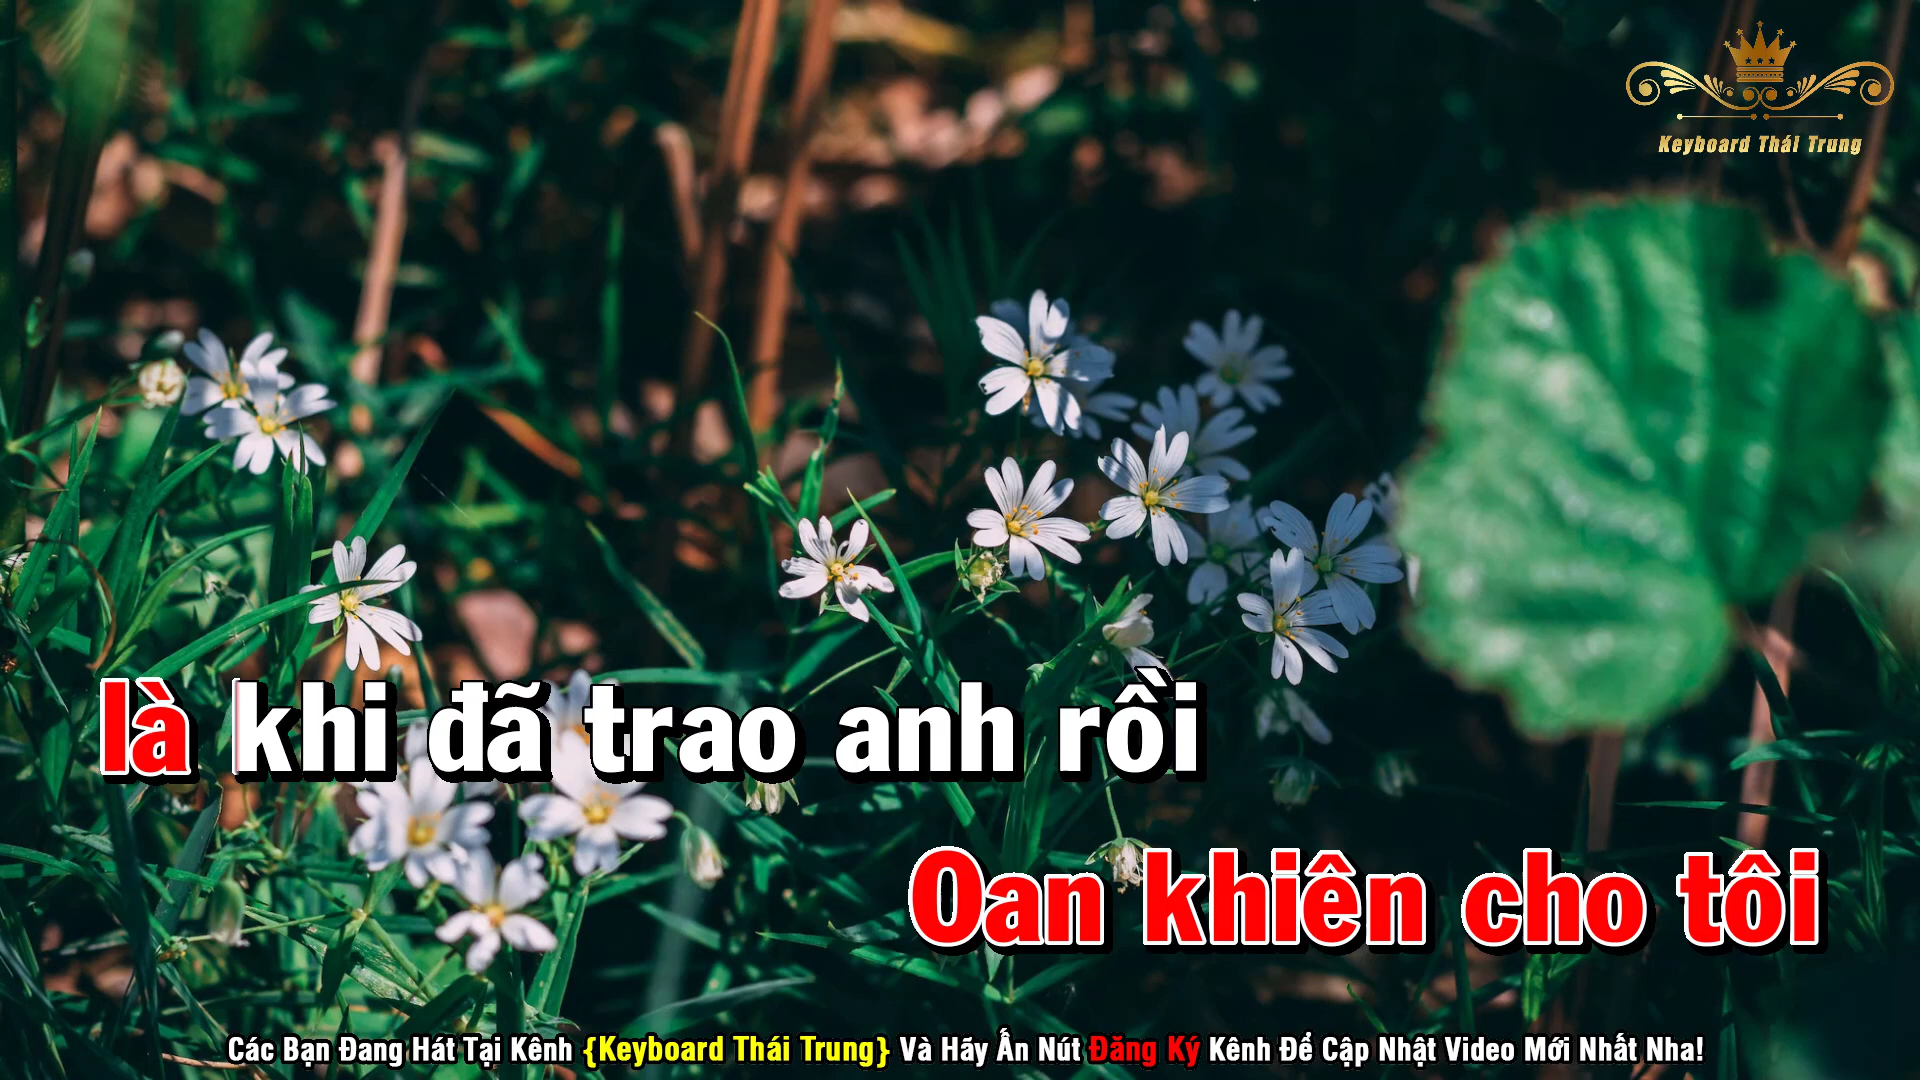 Keyboard Thái Trung
là khi đã trao anh rồi
Oan khiên cho tôi
Các Bạn Đang Hát Tại Kênh {Keyboard Thái Trung} Và Hãy Ấn Nút Đăng Ký Kênh Để Cập Nhật Video Mới Nhất Nha!